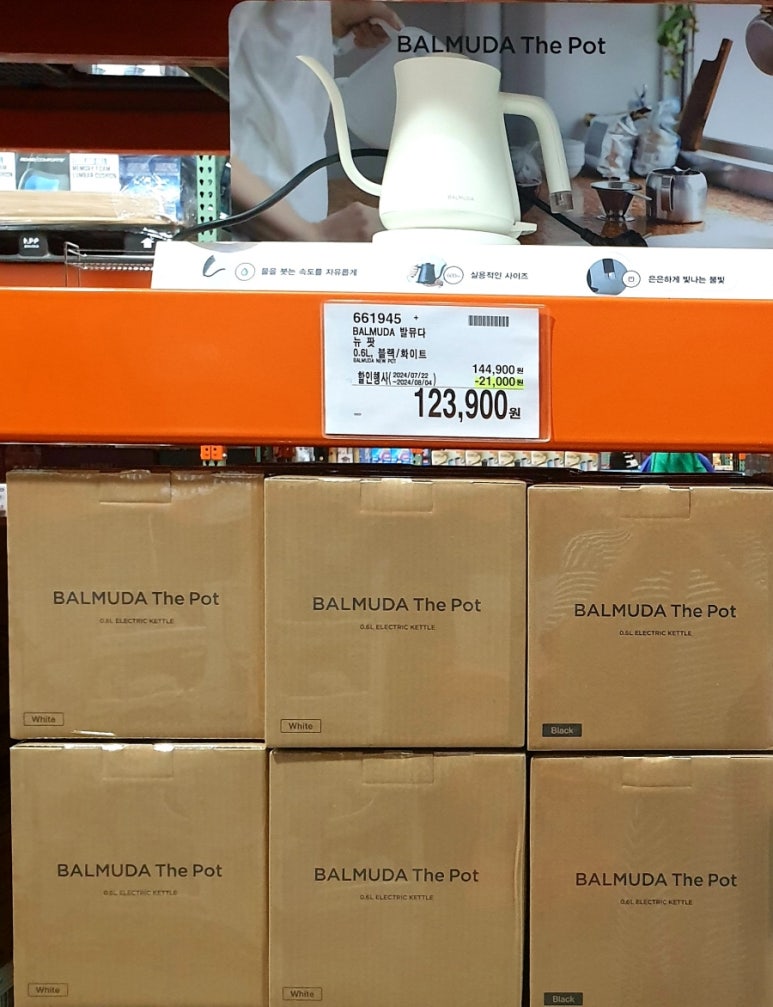 BALMUDA The Pot
BALMUDA
물을 붓는 속도를 자유롭게
실용적인 사이즈
은은하게 빛나는 불빛
661945 +
BALMUDA 발뮤다
뉴 팟
0.6L, 블랙/화이트
BALMUDA NEW POT
144,900원
할인행사(2024/07/22
~2024/08/04)
-21,000원
123,900원
BALMUDA The Pot
0.6L ELECTRIC KETTLE
White
BALMUDA The Pot
0.6L ELECTRIC KETTLE
White
BALMUDA The Pot
0.6L ELECTRIC KETTLE
Black
BALMUDA The Pot
0.6L ELECTRIC KETTLE
White
BALMUDA The Pot
0.6L ELECTRIC KETTLE
White
BALMUDA The Pot
0.6L ELECTRIC KETTLE
Black